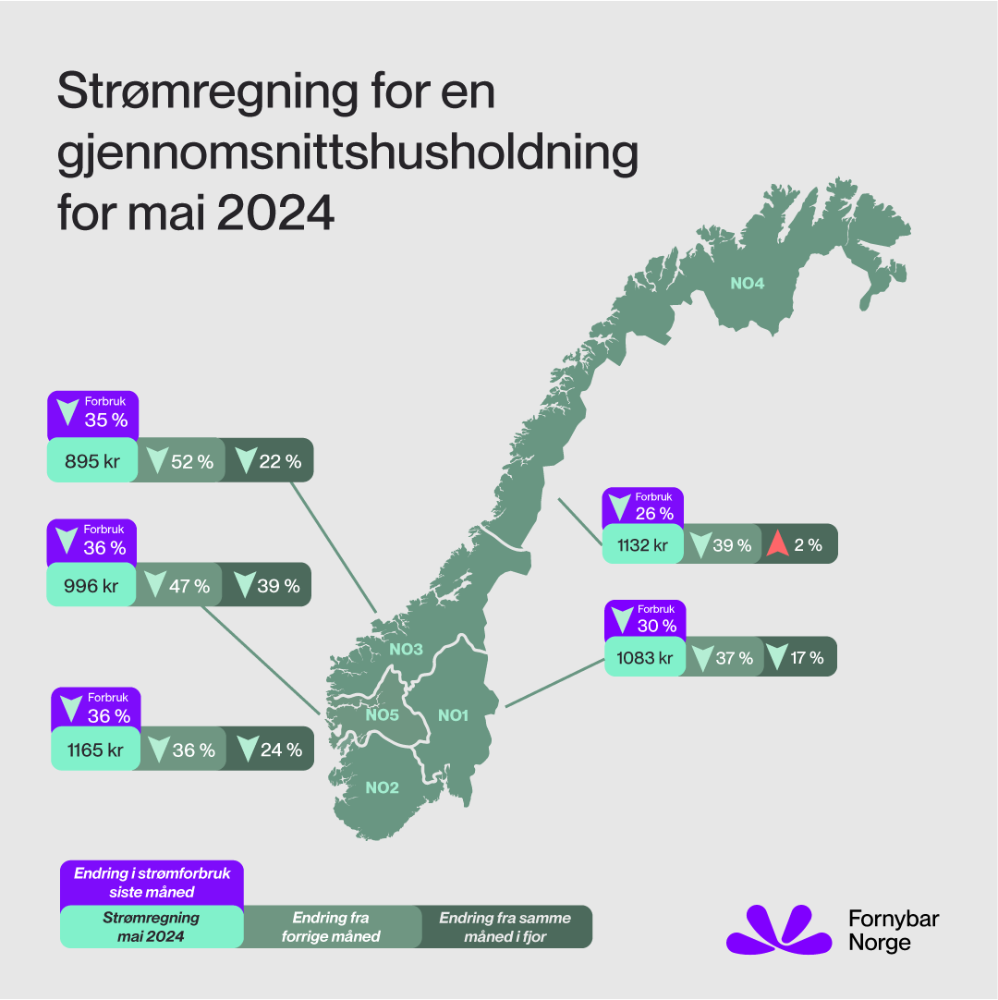 Strømregning for en
gjennomsnittshusholdning
for mai 2024
NO4
Forbruk
35 %
895 kr
52 %
22 %
Forbruk
36 %
996 kr
47 %
39 %
Forbruk
26 %
1132 kr
39 %
2 %
Forbruk
30 %
1083 kr
37 %
17 %
NO3
NO5
NO1
NO2
Forbruk
36 %
1165 kr
36 %
24 %
Endring i strømforbruk
siste måned
Strømregning
mai 2024
Endring fra
forrige måned
Endring fra samme
måned i fjor
Fornybar
Norge